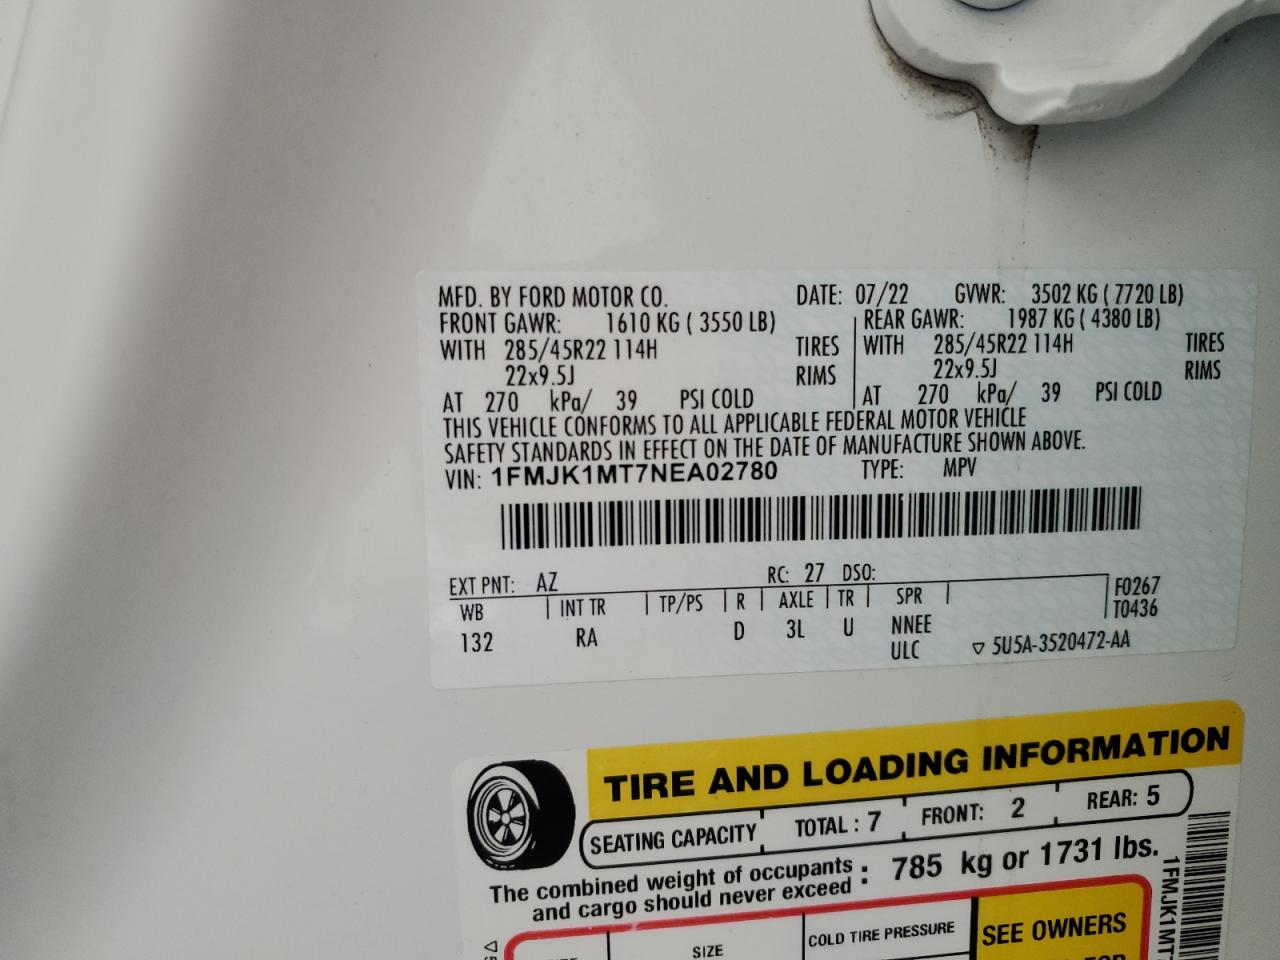 MFD. BY FORD MOTOR CO. DATE: 07/22 GVWR: 3502 KG ( 7720 LB)
FRONT GAWR: 1610 KG ( 3550 LB) REAR GAWR: 1987 KG ( 4380 LB)
WITH 285/45R22 114H TIRES WITH 285/45R22 114H TIRES
22x9.5J RIMS 22x9.5J RIMS
AT 270 kPa/ 39 PSI COLD AT 270 kPa/ 39 PSI COLD
THIS VEHICLE CONFORMS TO ALL APPLICABLE FEDERAL MOTOR VEHICLE
SAFETY STANDARDS IN EFFECT ON THE DATE OF MANUFACTURE SHOWN ABOVE.
VIN: 1FMJK1MT7NEA02780 TYPE: MPV
EXT PNT: AZ RC: 27 DSO:
WB INT TR TP/PS R AXLE TR SPR F0267
T0436
132 RA D 3L U NNEE
ULC ▽ 5U5A-3520472-AA
TIRE AND LOADING INFORMATION
SEATING CAPACITY TOTAL : 7 FRONT: 2 REAR: 5
The combined weight of occupants and cargo should never exceed : 785 kg or 1731 lbs.
SIZE COLD TIRE PRESSURE SEE OWNERS
1FMJK1MT